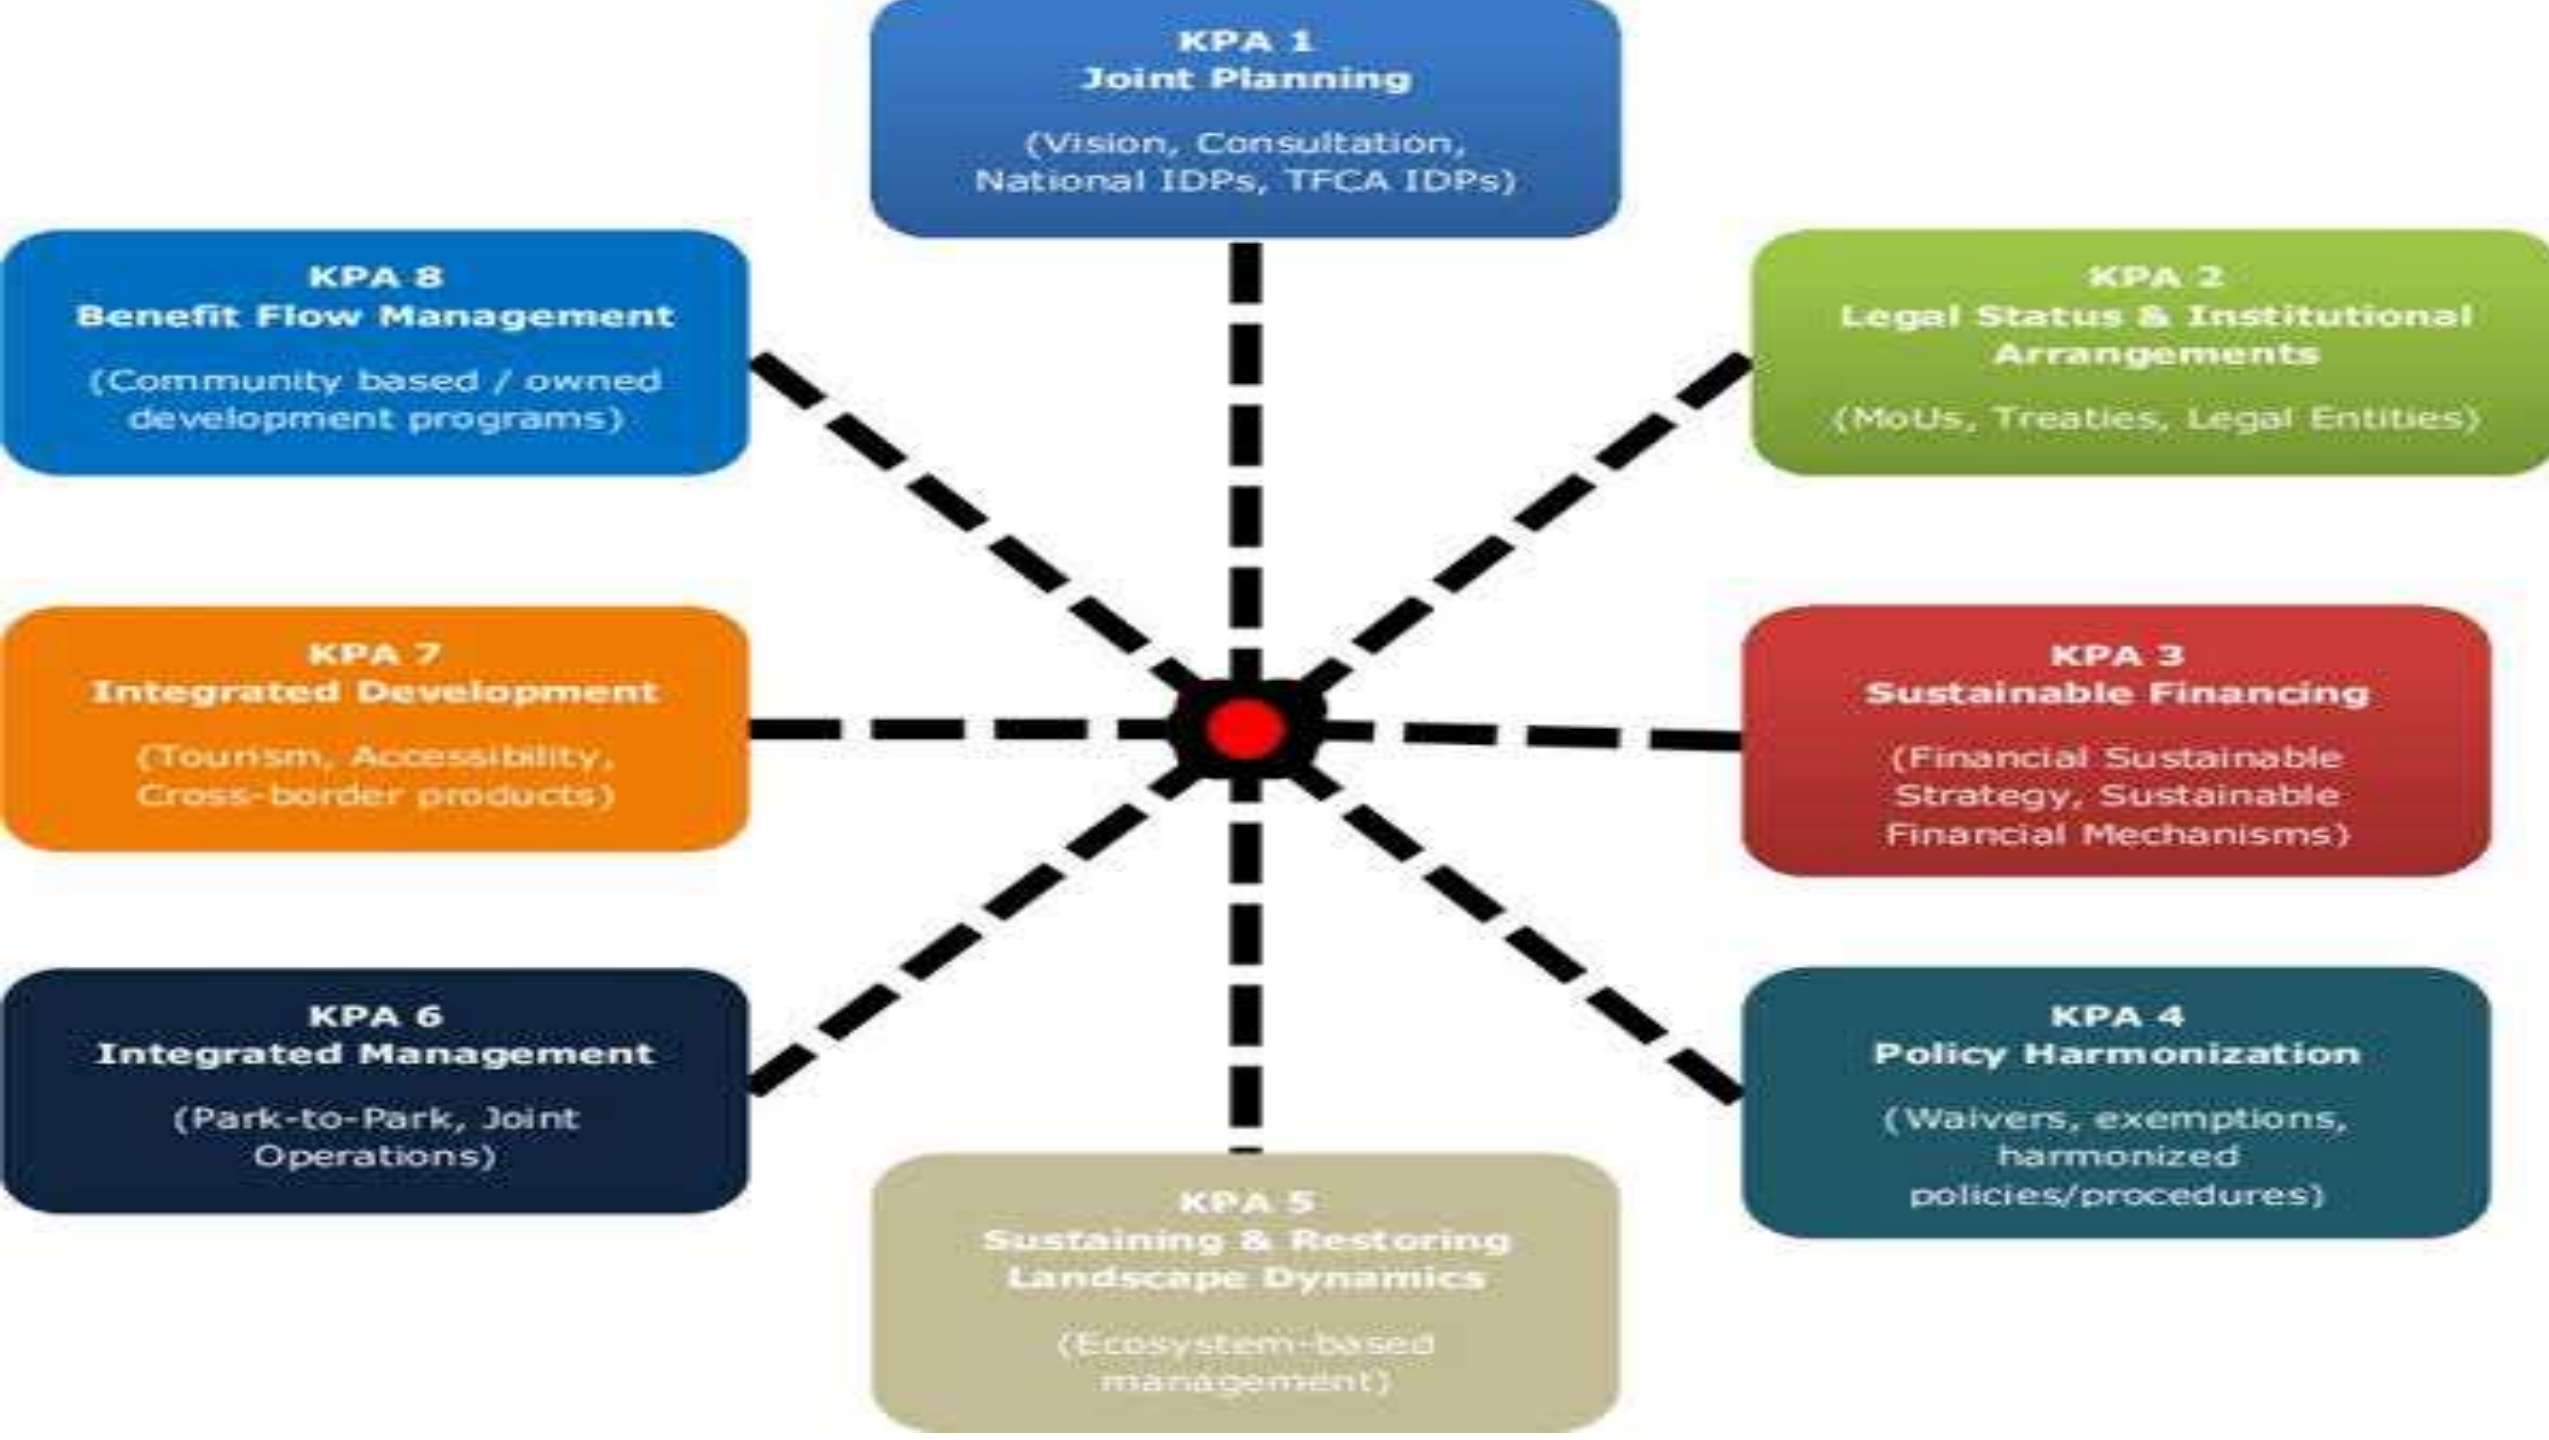 KPA 1
Joint Planning
(Vision, Consultation,
National IDPs, TFCA IDPs)
KPA 2
Legal Status & Institutional
Arrangements
(MoUs, Treaties, Legal Entities)
KPA 3
Sustainable Financing
(Financial Sustainable
Strategy, Sustainable
Financial Mechanisms)
KPA 4
Policy Harmonization
(Waivers, exemptions,
harmonized
policies/procedures)
KPA 5
Sustaining & Restoring
Landscape Dynamics
(Ecosystem-based
management)
KPA 6
Integrated Management
(Park-to-Park, Joint
Operations)
KPA 7
Integrated Development
(Tourism, Accessibility,
Cross-border products)
KPA 8
Benefit Flow Management
(Community based / owned
development programs)